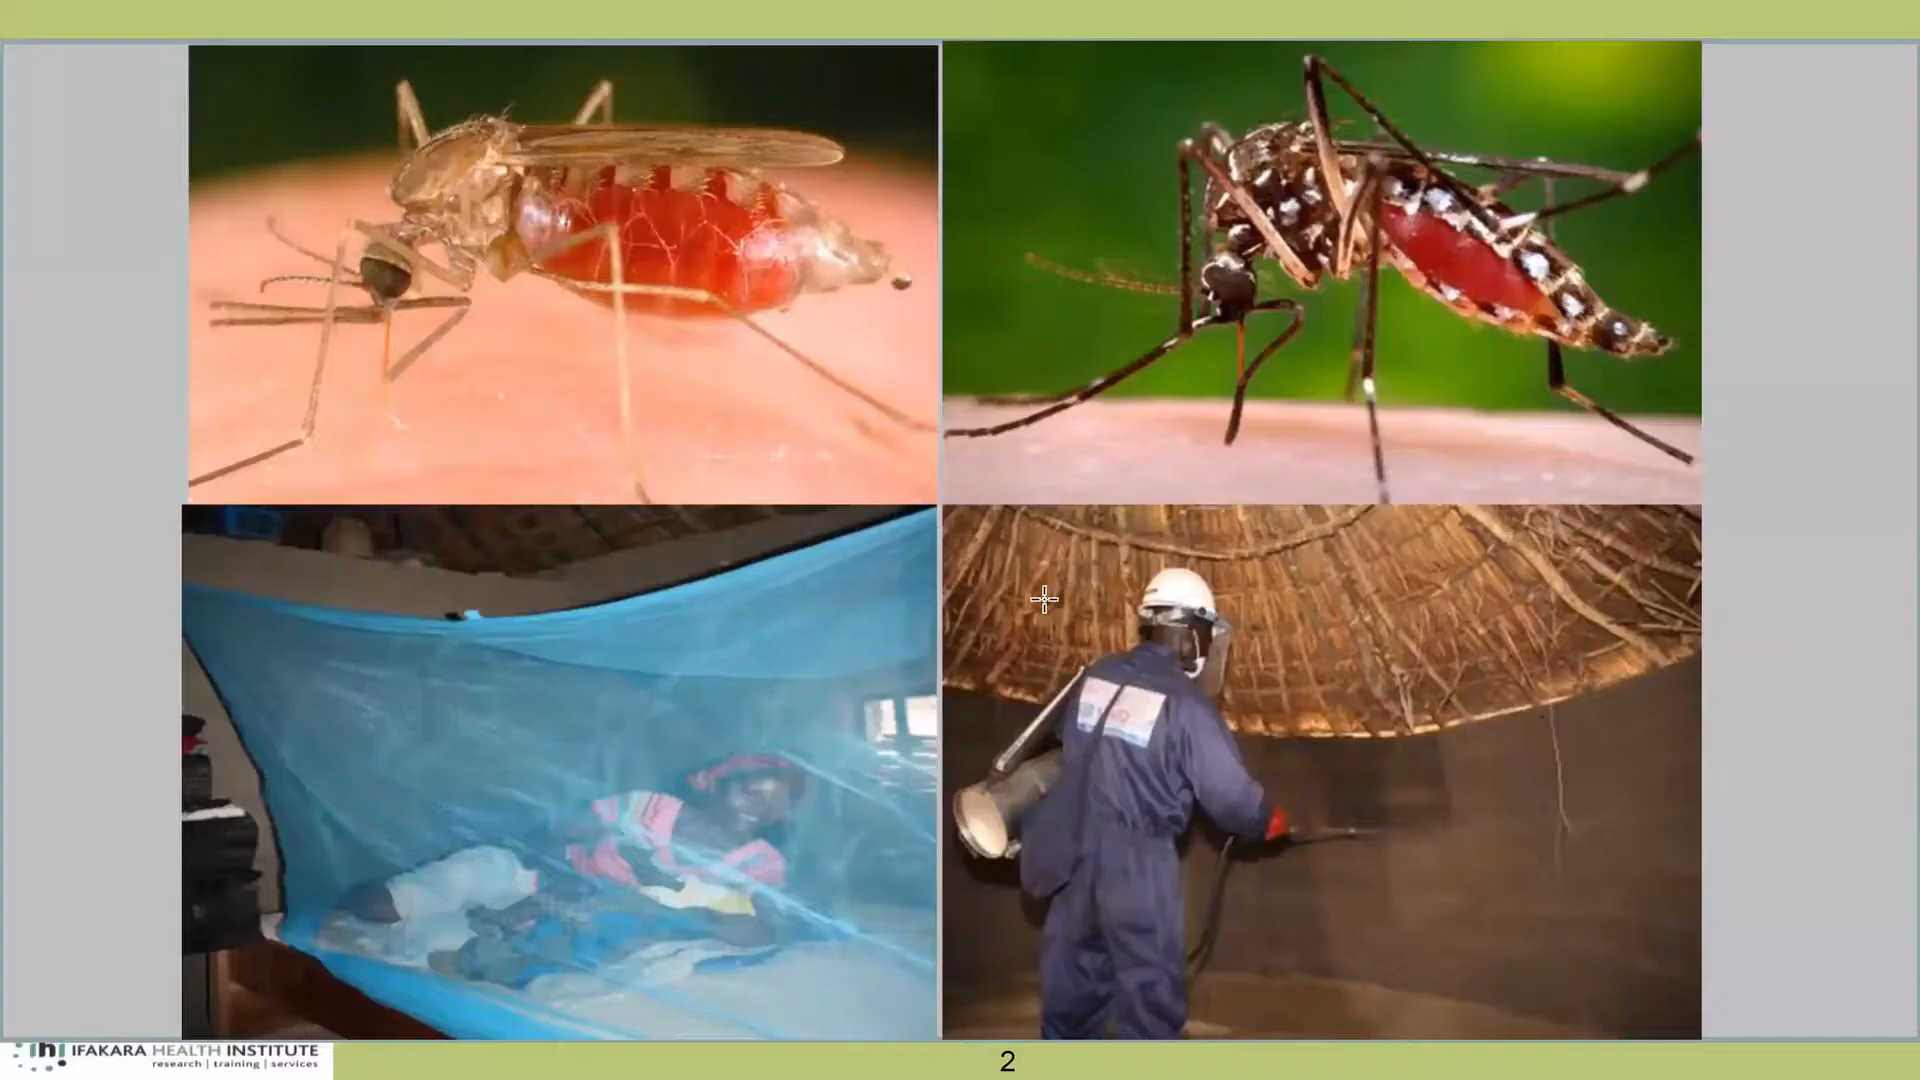 IFAKARA HEALTH INSTITUTE
research | training | services
2